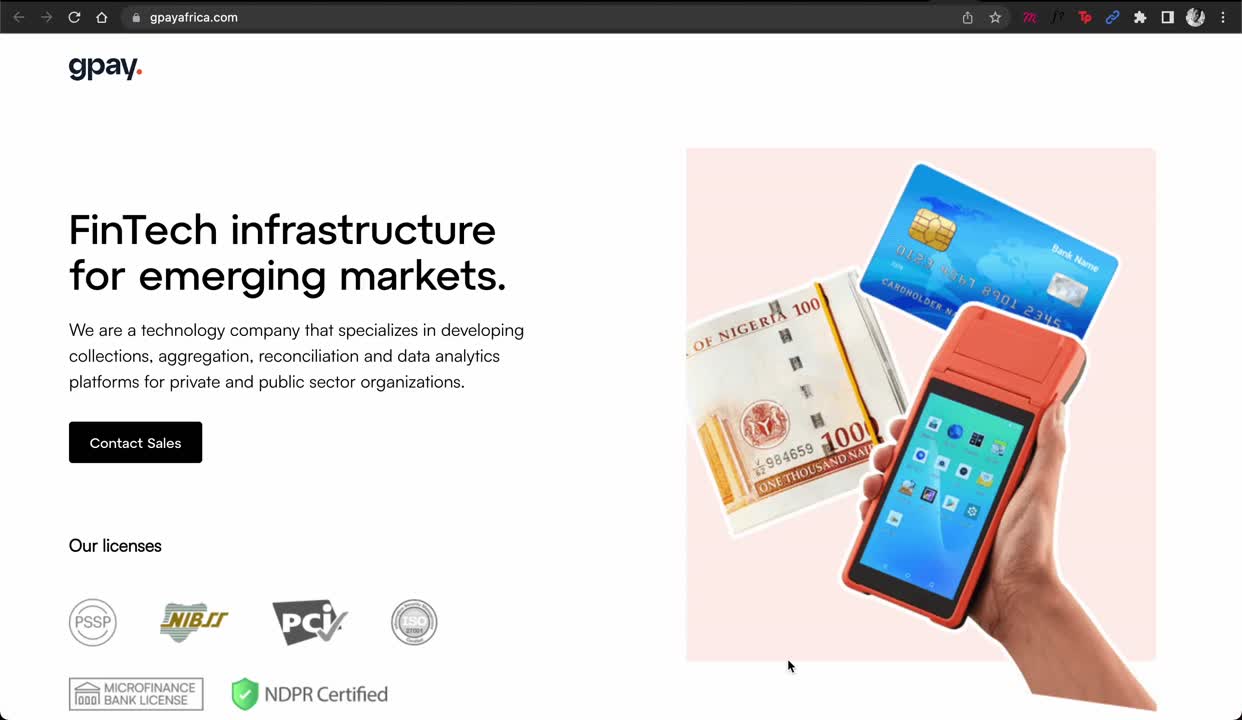 gpayafrica.com
gpay.
FinTech infrastructure
for emerging markets.
We are a technology company that specializes in developing
collections, aggregation, reconciliation and data analytics
platforms for private and public sector organizations.
Contact Sales
Bank Name
0123 4567 8901 2345
CARDHOLDER
OF NIGERIA 100
1000
984659
ONE THOUSAND
Our licenses
PSSP
NIBSS
PCi
ISO
27001
MICROFINANCE
BANK LICENSE
NDPR Certified